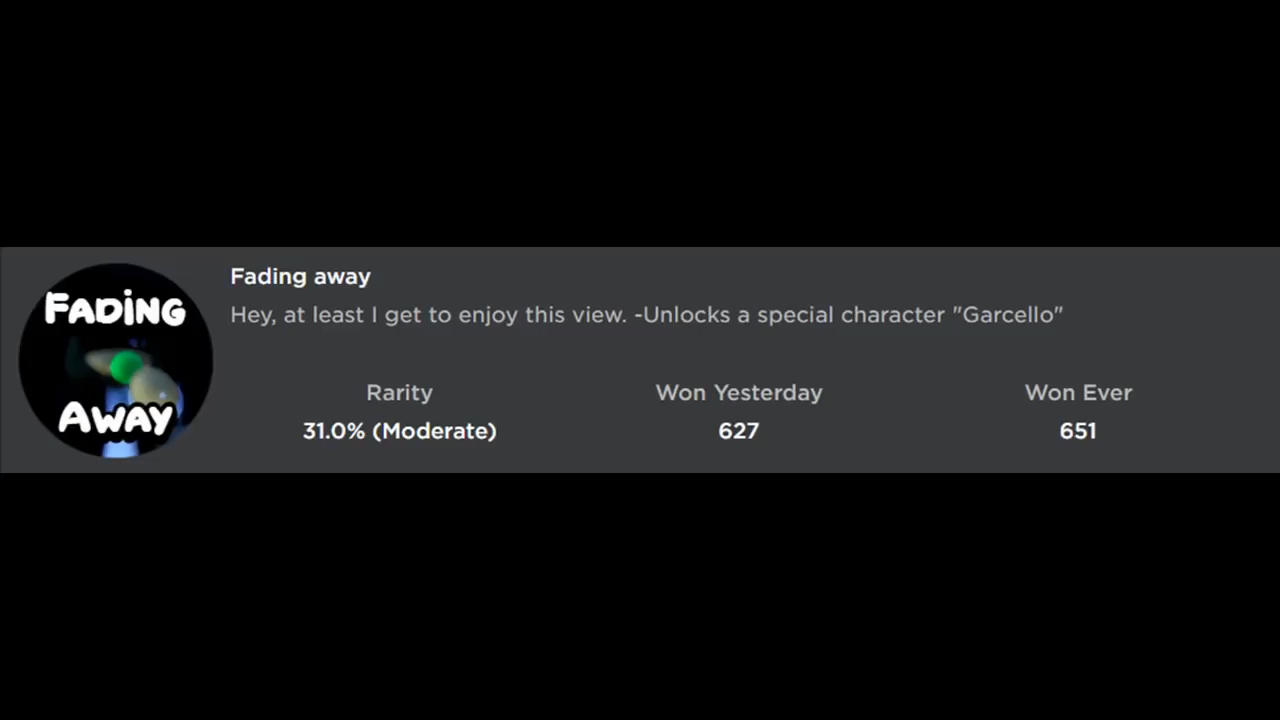 FADING
AWAY
Fading away
Hey, at least I get to enjoy this view. -Unlocks a special character "Garcello"
Rarity
Won Yesterday
Won Ever
31.0% (Moderate)
627
651